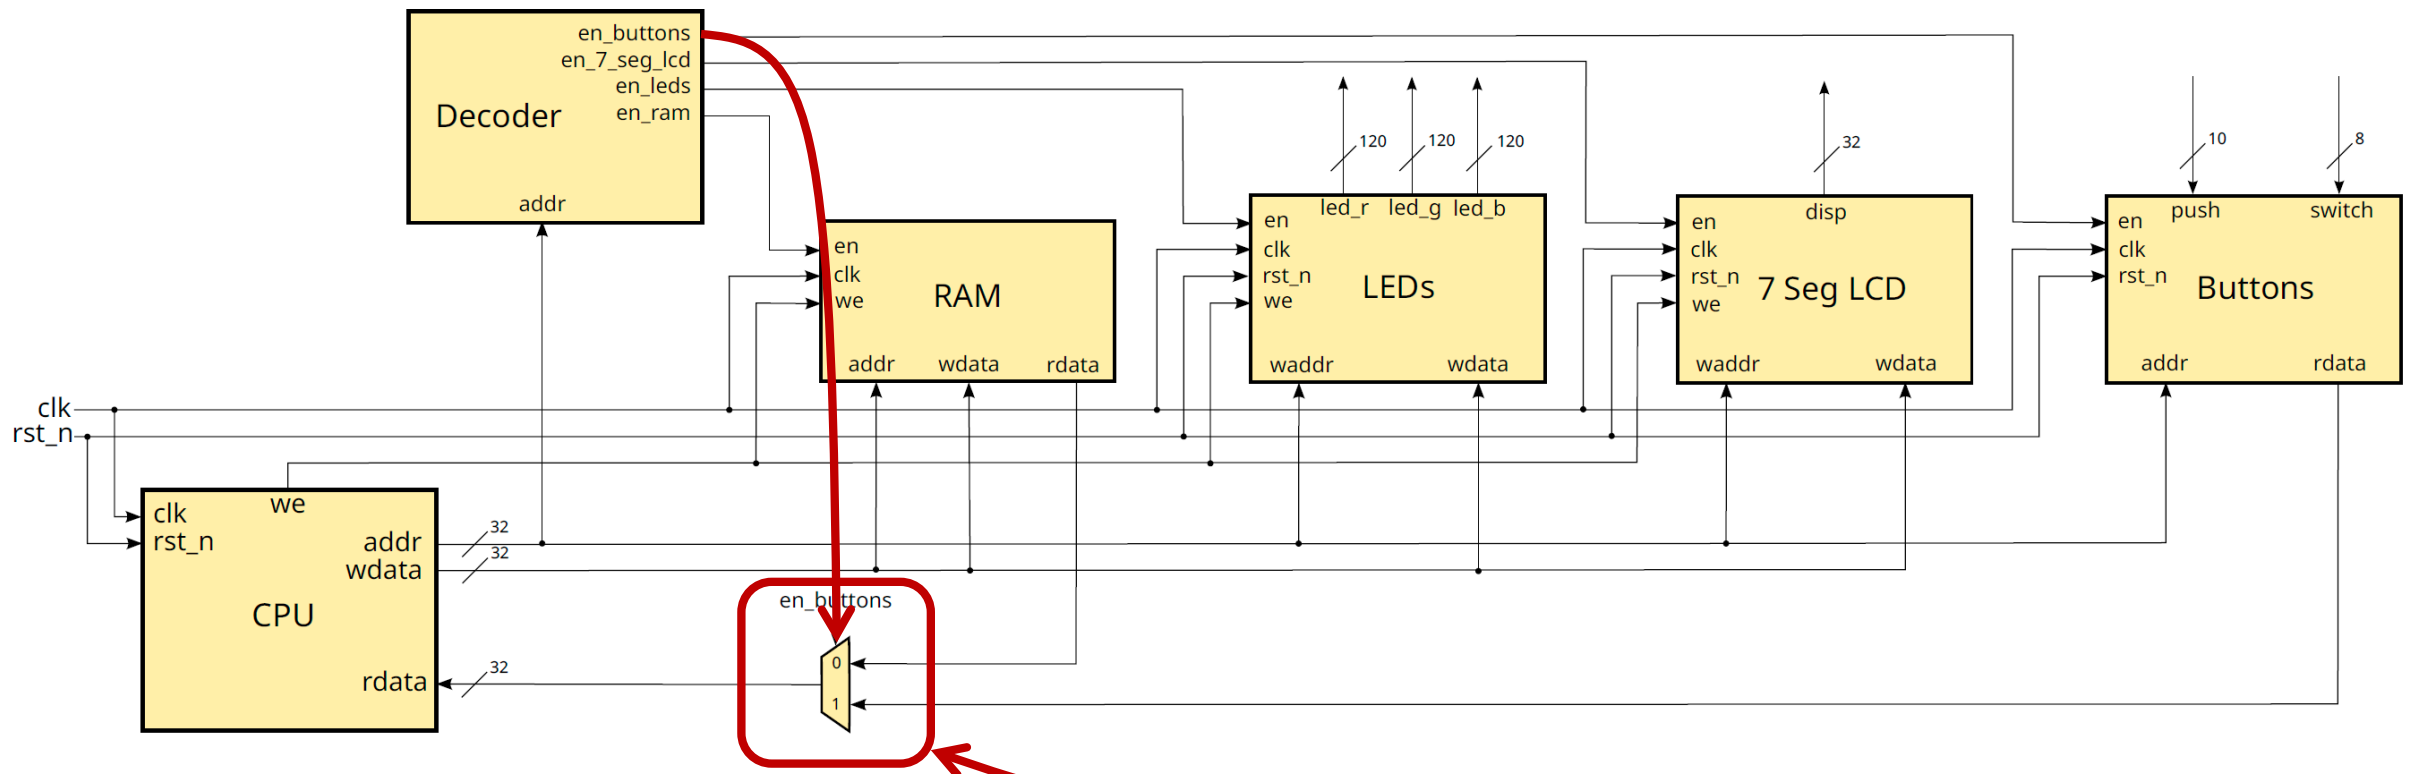 en_buttons
en_7_seg_lcd
en_leds
en_ram
Decoder
addr
120
120
120
32
10
8
en
clk
we
RAM
addr
wdata
rdata
led_r
led_g
led_b
en
clk
rst_n
we
LEDs
waddr
wdata
disp
en
clk
rst_n
we
7 Seg LCD
waddr
wdata
push
switch
en
clk
rst_n
Buttons
addr
rdata
clk
rst_n
we
clk
rst_n
addr
32
wdata
32
CPU
rdata
32
en_buttons
0
1